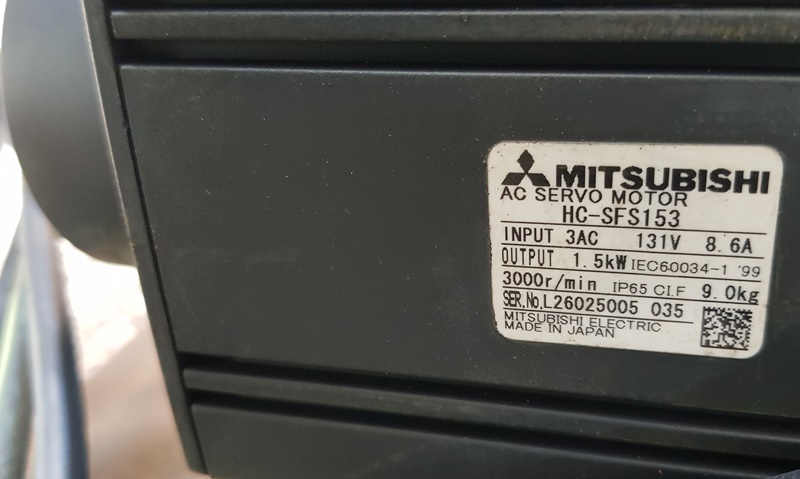 MITSUBISHI
AC SERVO MOTOR
HC-SFS153
INPUT 3AC 131V 8.6A
OUTPUT 1.5kW IEC60034-1 '99
3000r/min IP65 CI.F 9.0kg
SER.No.L26025005 035
MITSUBISHI ELECTRIC
MADE IN JAPAN